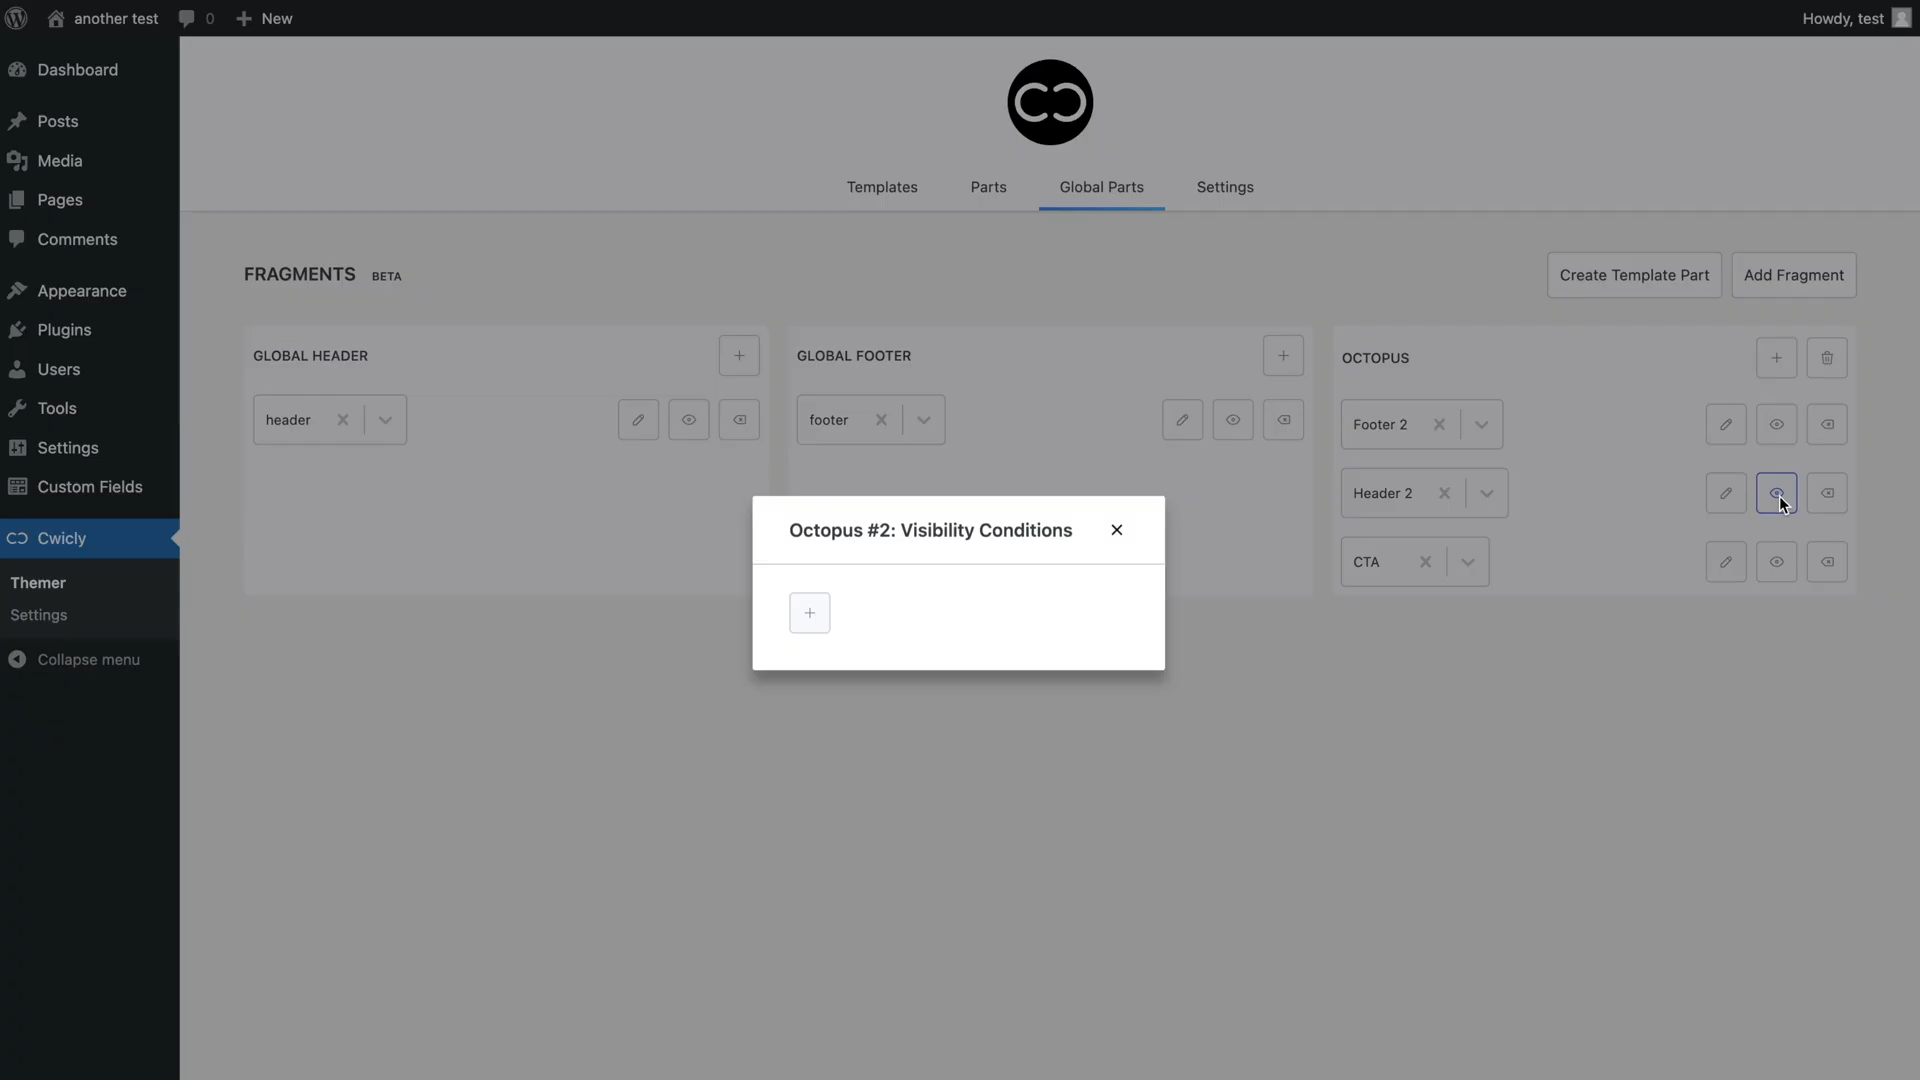 another test
0
New
Howdy, test
Dashboard
Posts
Media
Pages
Comments
Appearance
Plugins
Users
Tools
Settings
Custom Fields
Cwicly
Themer
Settings
Collapse menu
Templates
Parts
Global Parts
Settings
FRAGMENTS BETA
Create Template Part
Add Fragment
GLOBAL HEADER
header
GLOBAL FOOTER
footer
OCTOPUS
Footer 2
Header 2
CTA
Octopus #2: Visibility Conditions